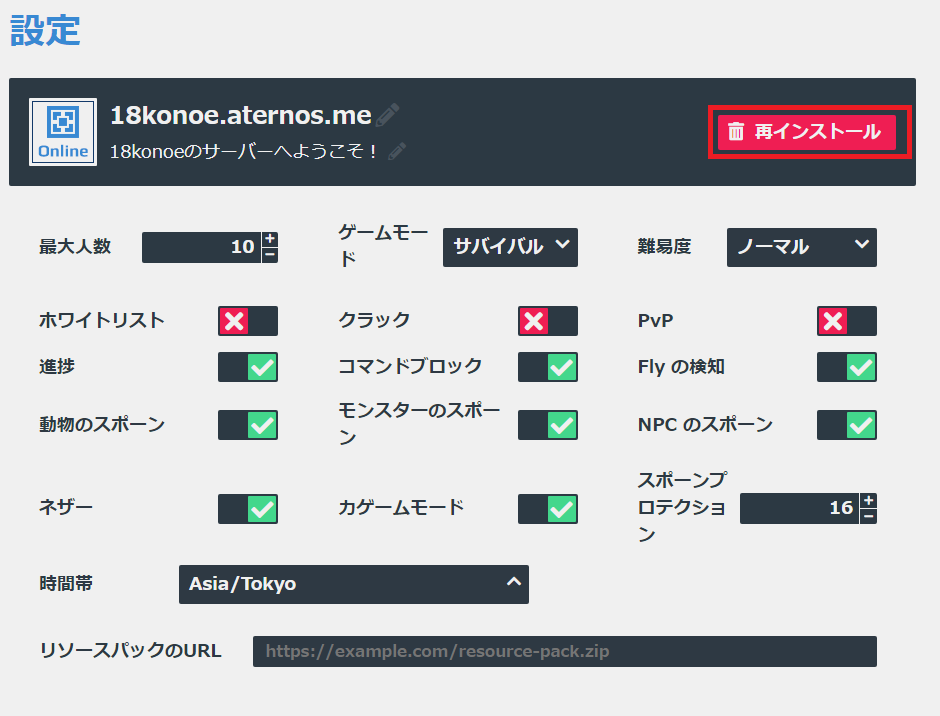 設定
18konoe.aternos.me
Online
18konoeのサーバーへようこそ！
再インストール
最大人数
10
ゲームモー
ド
サバイバル
難易度
ノーマル
ホワイトリスト
クラック
PvP
進捗
コマンドブロック
Fly の検知
動物のスポーン
モンスターのスポー
ン
NPC のスポーン
ネザー
カゲームモード
スポーンプ
ロテクショ
ン
16
時間帯
Asia/Tokyo
リソースパックのURL
https://example.com/resource-pack.zip